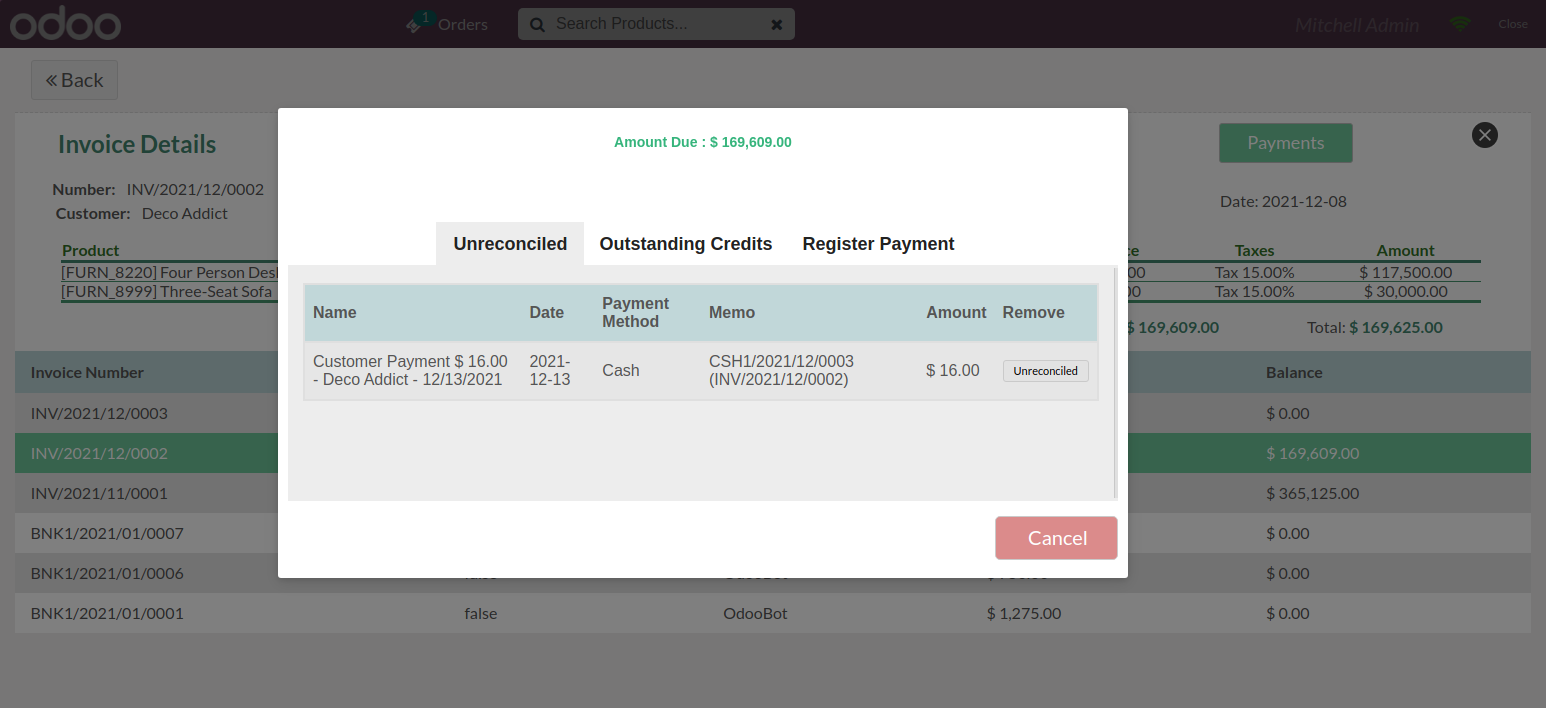 odoo
1
Orders
Search Products...
Mitchell Admin
Close
Back
Amount Due : $ 169,609.00
Invoice Details
Payments
Number: INV/2021/12/0002
Date: 2021-12-08
Customer: Deco Addict
Unreconciled Outstanding Credits Register Payment
Product
Taxes Amount
[FURN_8220] Four Person
Tax 15.00% $ 117,500.00
[FURN_8999] Three-Seat Sofa
Tax 15.00% $ 30,000.00
Name Date Payment Method Memo Amount Remove
$ 169,609.00 Total: $ 169,625.00
Customer Payment $ 16.00
- Deco Addict - 12/13/2021
2021-
12-13
Cash
CSH1/2021/12/0003
(INV/2021/12/0002)
$ 16.00
Unreconciled
Invoice Number
Balance
INV/2021/12/0003
$ 0.00
INV/2021/12/0002
$ 169,609.00
INV/2021/11/0001
$ 365,125.00
Cancel
BNK1/2021/01/0007
$ 0.00
BNK1/2021/01/0006
$ 0.00
BNK1/2021/01/0001 false OdooBot $ 1,275.00 $ 0.00